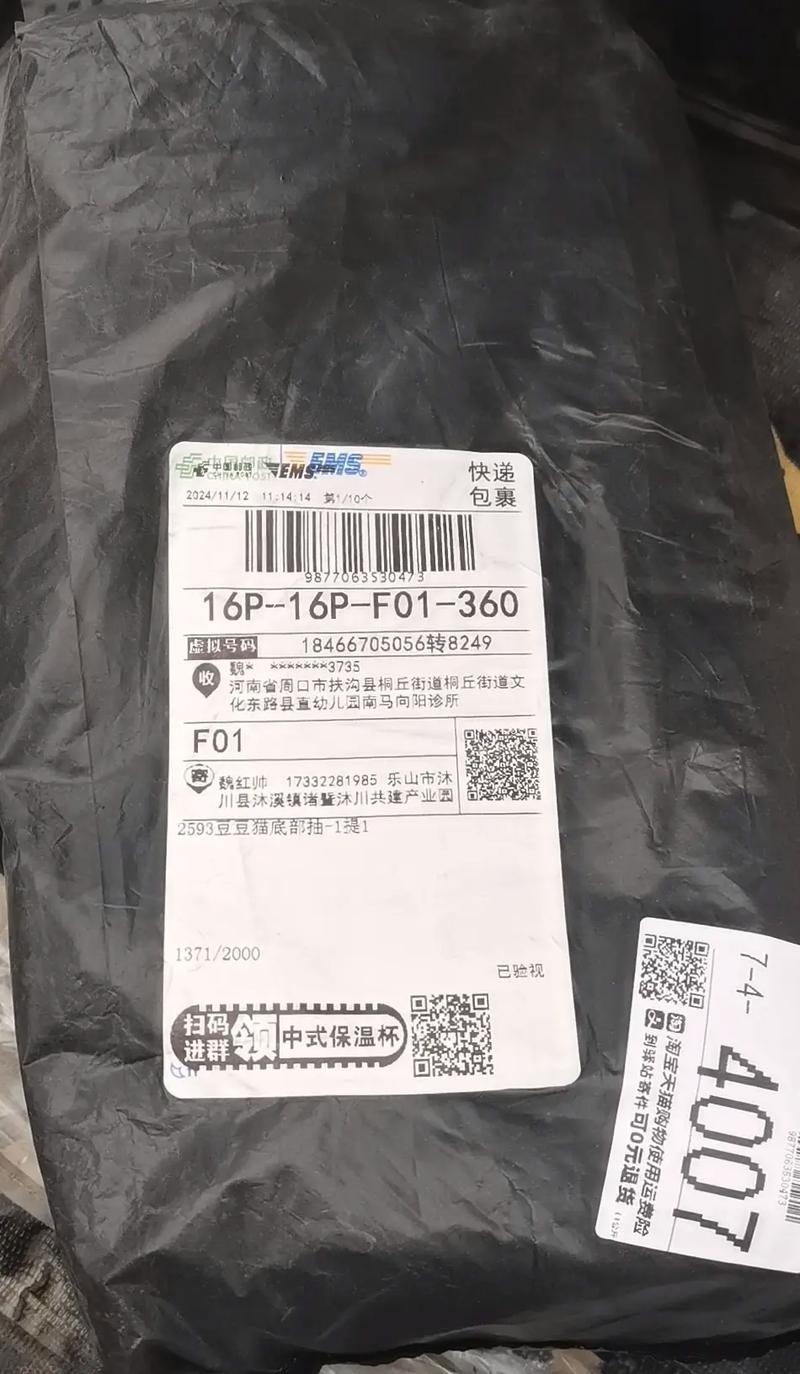 中国邮政 EMS
CHINA POST
快递
包裹
2024/11/12 11:14:14 第1/10个
9877063530473
16P--16P-F01-360
虚拟号码 18466705056转8249
收
魏* *******3735
河南省周口市扶沟县桐丘街道桐丘街道文
化东路县直幼儿园南马向阳诊所
F01
寄
魏红帅 17332281985 乐山市沐
川县沐溪镇诸暨沐川共建产业园
2593豆豆猫底部抽-1提1
1371/2000
已验视
扫码
进群
领
中式保温杯
7-4-
4007
淘宝天猫购物使用运费险
到驿站寄件可0元退货
9877063530473